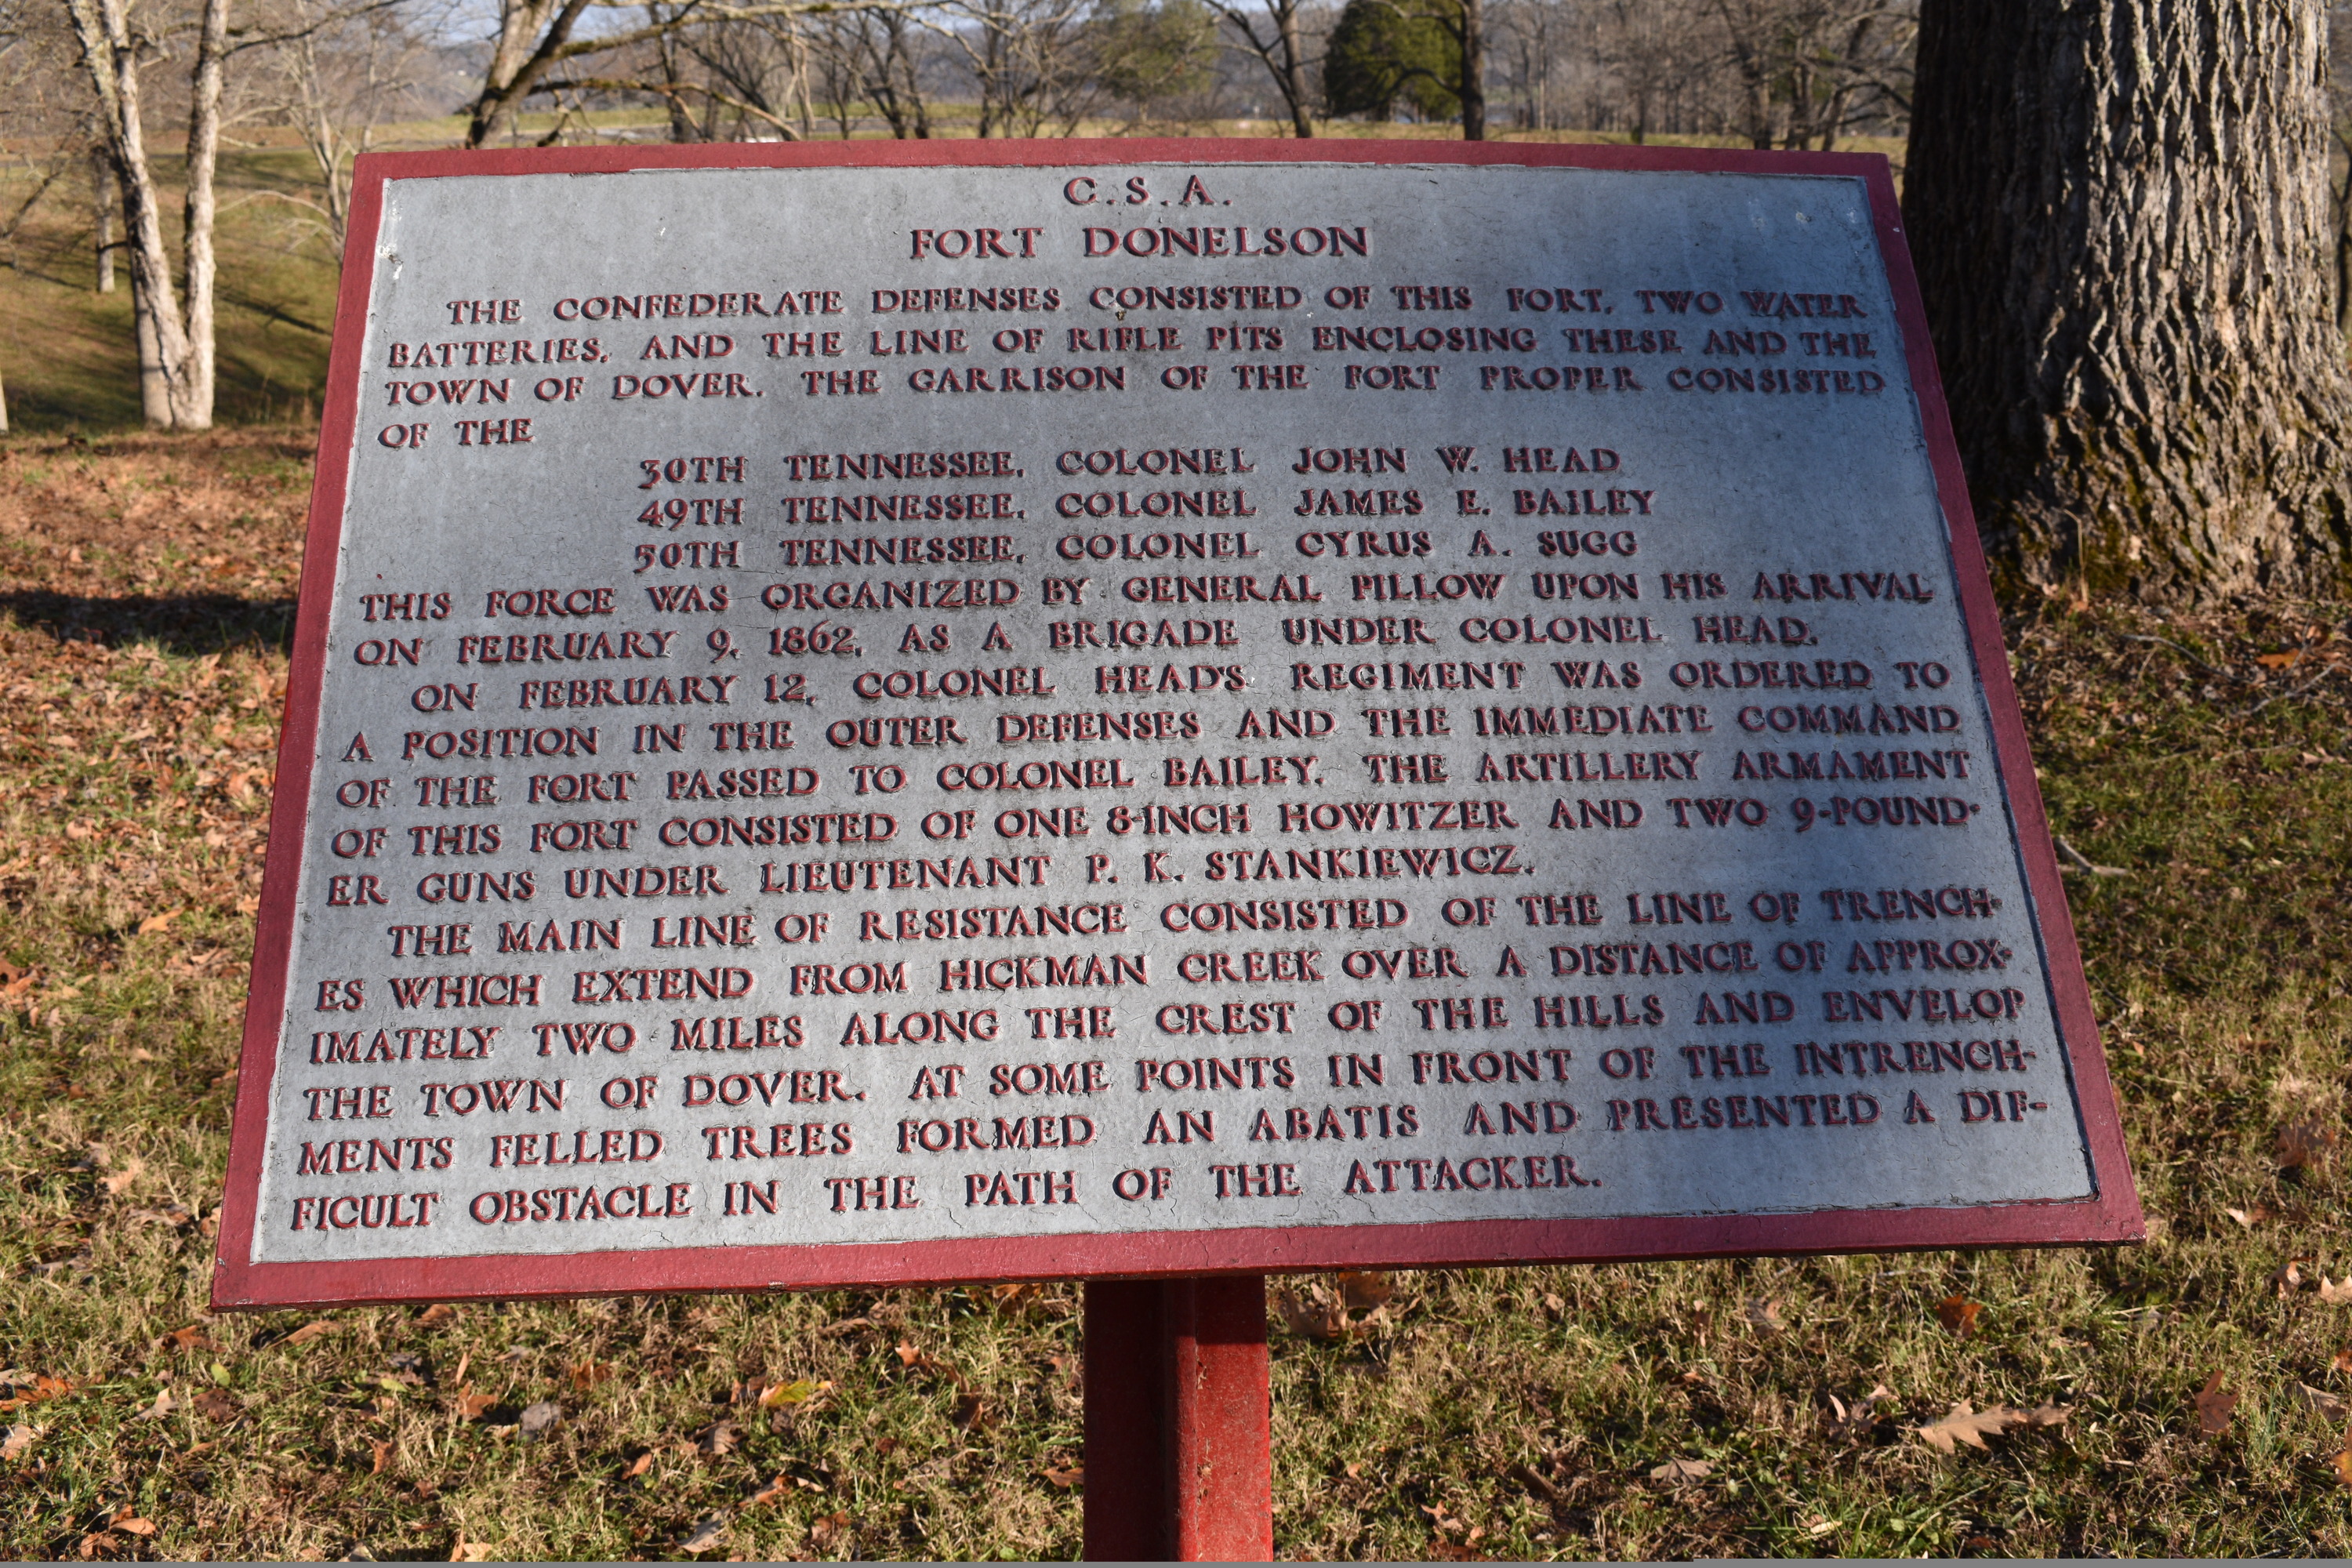 C.S.A.
FORT DONELSON
THE CONFEDERATE DEFENSES CONSISTED OF THIS FORT, TWO WATER
BATTERIES, AND THE LINE OF RIFLE PITS ENCLOSING THESE AND THE
TOWN OF DOVER. THE GARRISON OF THE FORT PROPER CONSISTED
OF THE
30TH TENNESSEE, COLONEL JOHN W. HEAD
49TH TENNESSEE, COLONEL JAMES E. BAILEY
50TH TENNESSEE, COLONEL CYRUS A. SUGG
THIS FORCE WAS ORGANIZED BY GENERAL PILLOW UPON HIS ARRIVAL
ON FEBRUARY 9, 1862, AS A BRIGADE UNDER COLONEL HEAD.
ON FEBRUARY 12, COLONEL HEAD'S REGIMENT WAS ORDERED TO
A POSITION IN THE OUTER DEFENSES AND THE IMMEDIATE COMMAND
OF THE FORT PASSED TO COLONEL BAILEY. THE ARTILLERY ARMAMENT
OF THIS FORT CONSISTED OF ONE 8-INCH HOWITZER AND TWO 9-POUND-
ER GUNS UNDER LIEUTENANT P. K. STANKIEWICZ.
THE MAIN LINE OF RESISTANCE CONSISTED OF THE LINE OF TRENCH-
ES WHICH EXTEND FROM HICKMAN CREEK OVER A DISTANCE OF APPROX-
IMATELY TWO MILES ALONG THE CREST OF THE HILLS AND ENVELOP
THE TOWN OF DOVER. AT SOME POINTS IN FRONT OF THE INTRENCH-
MENTS FELLED TREES FORMED AN ABATIS AND PRESENTED A DIF-
FICULT OBSTACLE IN THE PATH OF THE ATTACKER.